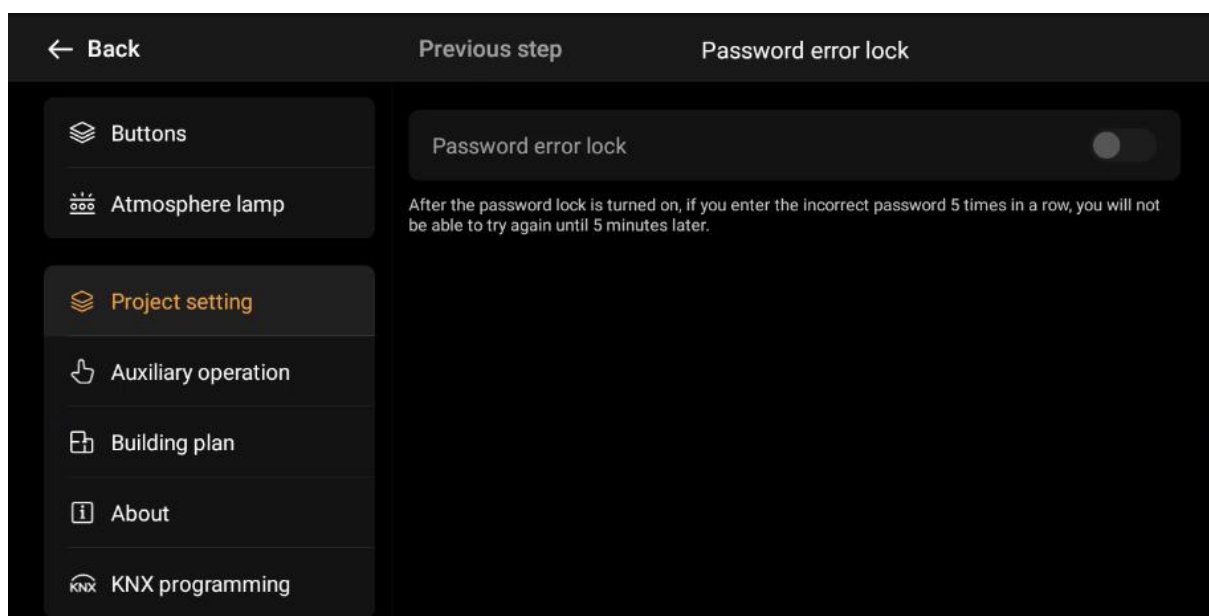 Back
Previous step
Password error lock
Buttons
Atmosphere lamp
Project setting
Auxiliary operation
Building plan
About
KNX KNX programming
Password error lock
After the password lock is turned on, if you enter the incorrect password 5 times in a row, you will not
be able to try again until 5 minutes later.